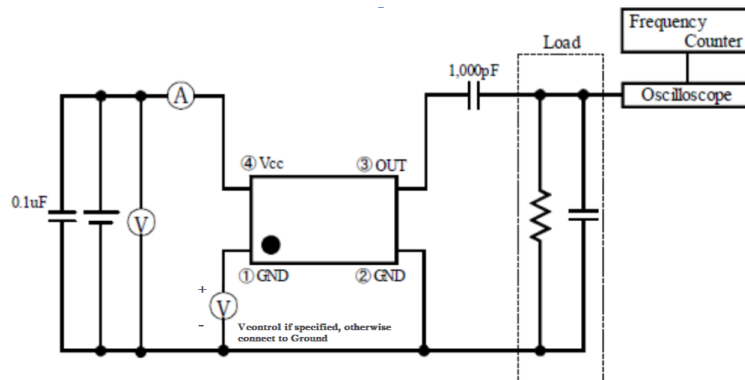 Frequency
Counter
Load
1,000pF
Oscilloscope
A
④ Vcc
③ OUT
0.1uF
V
① GND
② GND
+
V
-
Vcontrol if specified, otherwise
connect to Ground